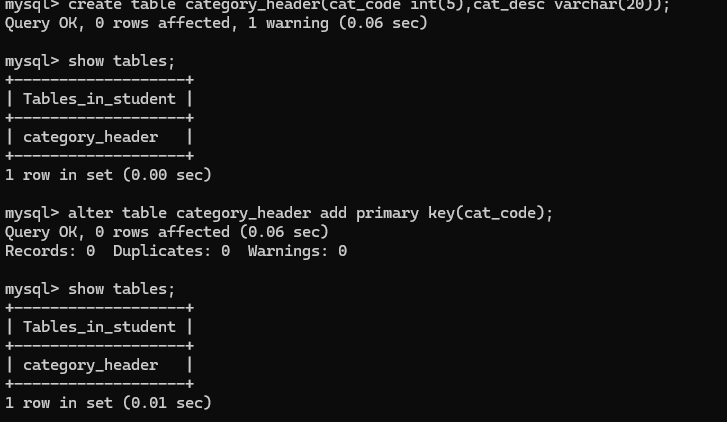 mysql> create table category_header(cat_code int(5),cat_desc varchar(20));
Query OK, 0 rows affected, 1 warning (0.06 sec)

mysql> show tables;
+-------------------+
| Tables_in_student |
+-------------------+
| category_header   |
+-------------------+
1 row in set (0.00 sec)

mysql> alter table category_header add primary key(cat_code);
Query OK, 0 rows affected (0.06 sec)
Records: 0  Duplicates: 0  Warnings: 0

mysql> show tables;
+-------------------+
| Tables_in_student |
+-------------------+
| category_header   |
+-------------------+
1 row in set (0.01 sec)